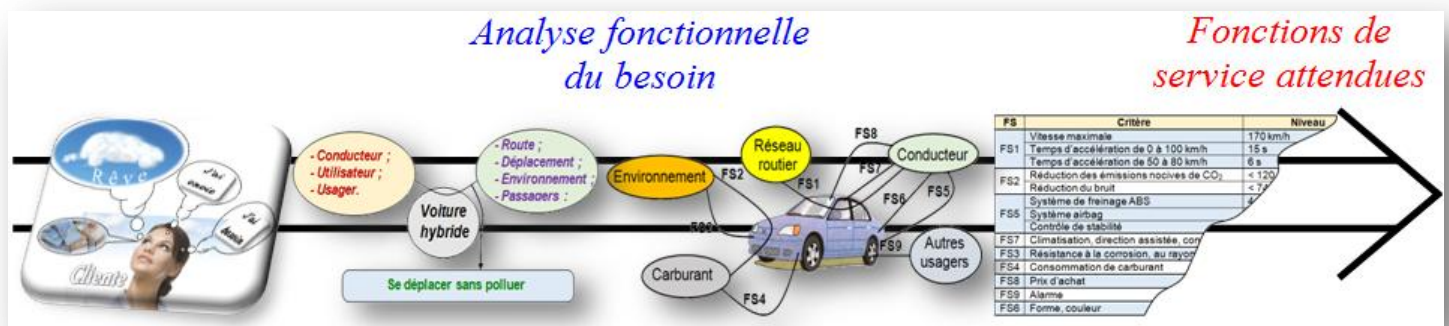 Analyse fonctionnelle
du besoin
Fonctions de
service attendues
Rêve
J'ai
envie
J'ai
besoin
Cliente
- Conducteur ;
- Utilisateur ;
- Usager.
- Route ;
- Déplacement ;
- Environnement ;
- Passagers :
Voiture
hybride
Se déplacer sans polluer
Environnement
Réseau
routier
Conducteur
Carburant
Autres
usagers
FS8
FS7
FS2
FS1
FS6
FS5
FS9
FS4
FS Critère Niveau
FS1 Vitesse maximale 170 km/h
Temps d'accélération de 0 à 100 km/h 15 s
Temps d'accélération de 50 à 80 km/h 6 s
FS2 Réduction des émissions nocives de CO₂ < 120
Réduction du bruit < 74
FS5 Système de freinage ABS 4
Système airbag
Contrôle de stabilité
FS7 Climatisation, direction assistée, con
FS3 Résistance à la corrosion, au rayon
FS4 Consommation de carburant
FS8 Prix d'achat
FS9 Alarme
FS6 Forme, couleur